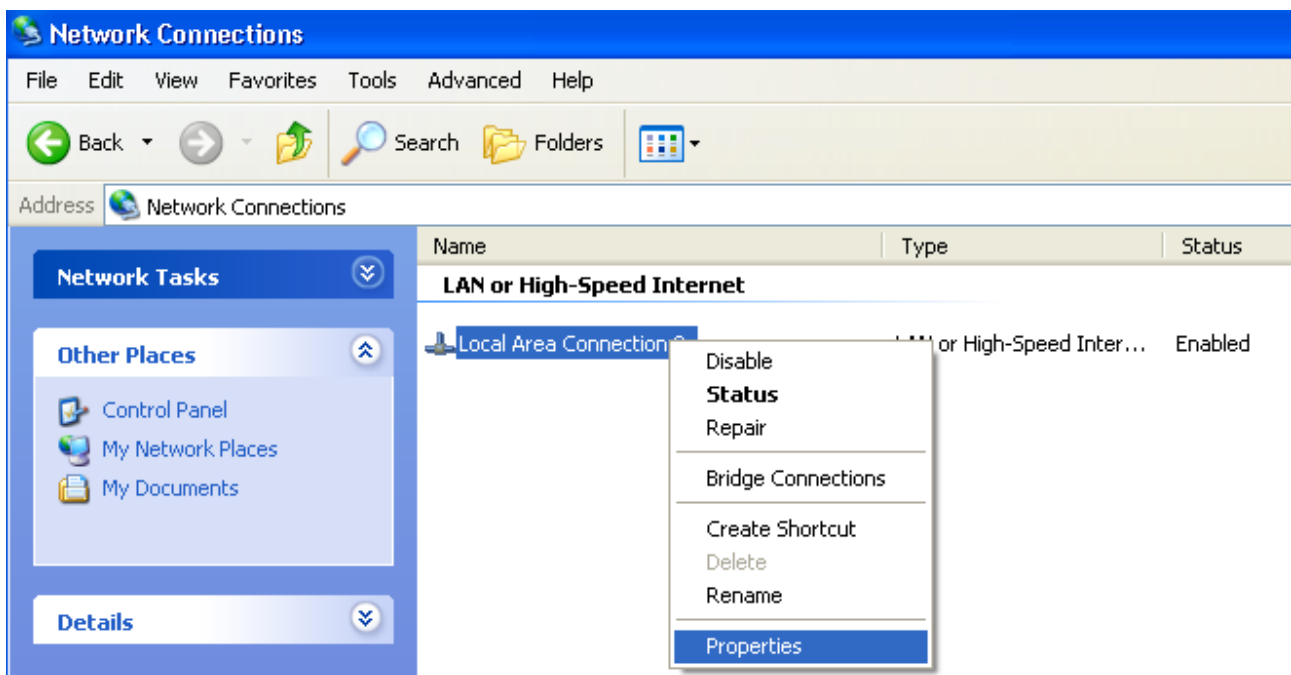 Network Connections
File Edit View Favorites Tools Advanced Help
Back Search Folders
Address Network Connections
Name Type Status
Network Tasks
LAN or High-Speed Internet
Other Places
Local Area Connection or High-Speed Inter... Enabled
Control Panel
My Network Places
My Documents
Details
Disable
Status
Repair
Bridge Connections
Create Shortcut
Delete
Rename
Properties